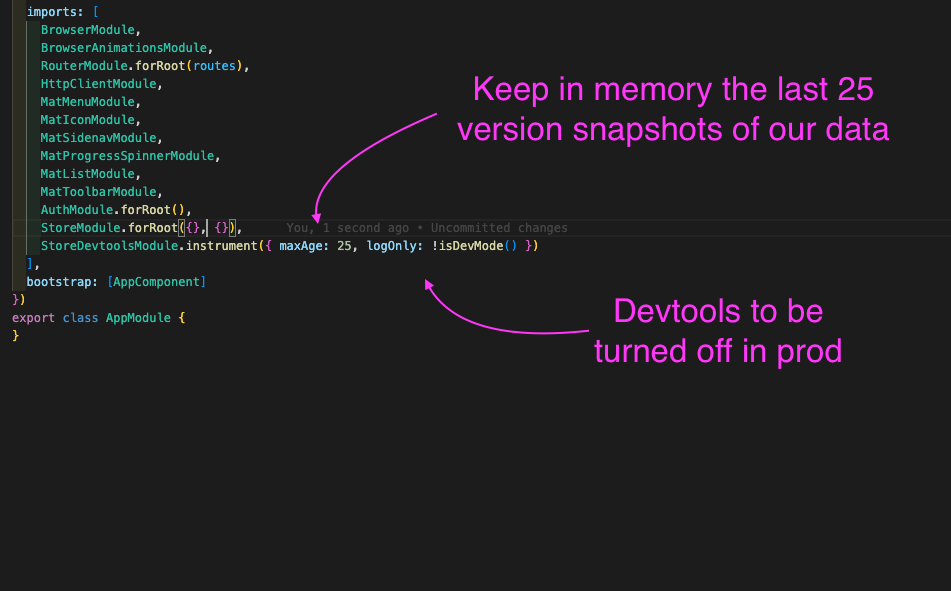 imports: [
BrowserModule,
BrowserAnimationsModule,
RouterModule.forRoot(routes),
HttpClientModule,
MatMenuModule,
MatIconModule,
MatSidenavModule,
MatProgressSpinnerModule,
MatListModule,
MatToolbarModule,
AuthModule.forRoot(),
StoreModule.forRoot({}, {}), You, 1 second ago • Uncommitted changes
StoreDevtoolsModule.instrument({ maxAge: 25, logOnly: !isDevMode() })
],
bootstrap: [AppComponent]
})
export class AppModule {
}
Keep in memory the last 25
version snapshots of our data
Devtools to be
turned off in prod